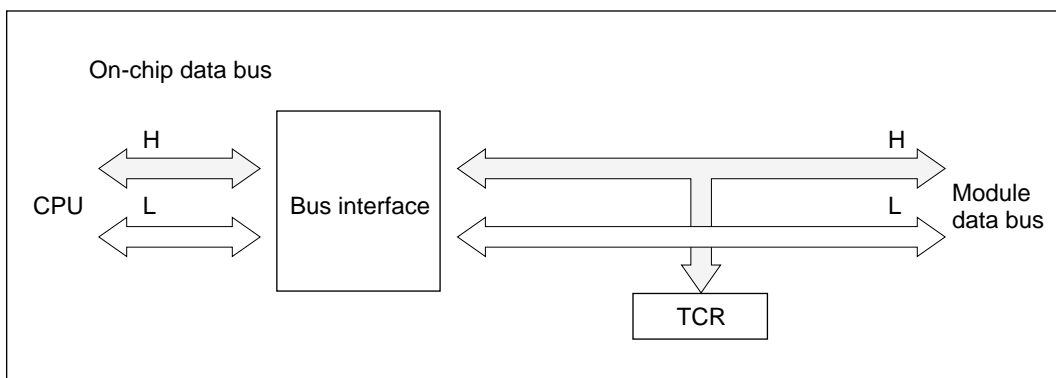 On-chip data bus
H
H
CPU
L
Bus interface
L
Module
data bus
TCR